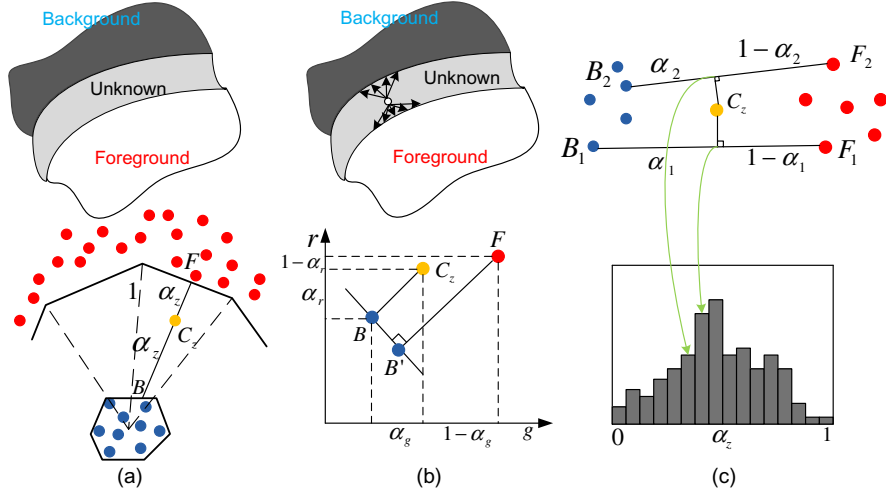 Background
Unknown
Foreground
F
1
α_z
C_z
α_z
B
(a)
Background
Unknown
Foreground
r
F
1−α_r
C_z
α_r
B
B'
α_g
1−α_g
g
(b)
B_2
α_2
1−α_2
F_2
C_z
B_1
α_1
1−α_1
F_1
0
α_z
1
(c)